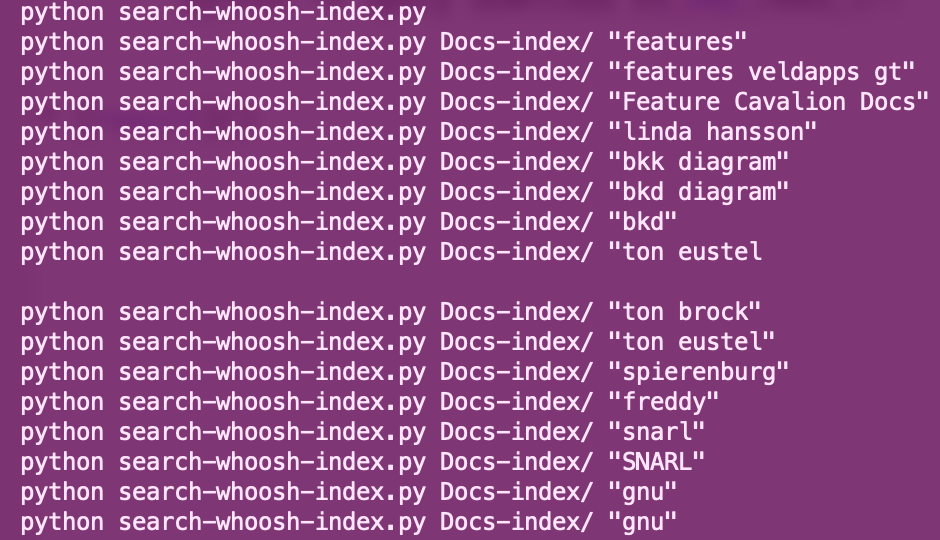 python search-whoosh-index.py
python search-whoosh-index.py Docs-index/ "features"
python search-whoosh-index.py Docs-index/ "features veldapps gt"
python search-whoosh-index.py Docs-index/ "Feature Cavalion Docs"
python search-whoosh-index.py Docs-index/ "linda hansson"
python search-whoosh-index.py Docs-index/ "bkk diagram"
python search-whoosh-index.py Docs-index/ "bkd diagram"
python search-whoosh-index.py Docs-index/ "bkd"
python search-whoosh-index.py Docs-index/ "ton eustel
python search-whoosh-index.py Docs-index/ "ton brock"
python search-whoosh-index.py Docs-index/ "ton eustel"
python search-whoosh-index.py Docs-index/ "spierenburg"
python search-whoosh-index.py Docs-index/ "freddy"
python search-whoosh-index.py Docs-index/ "snarl"
python search-whoosh-index.py Docs-index/ "SNARL"
python search-whoosh-index.py Docs-index/ "gnu"
python search-whoosh-index.py Docs-index/ "gnu"